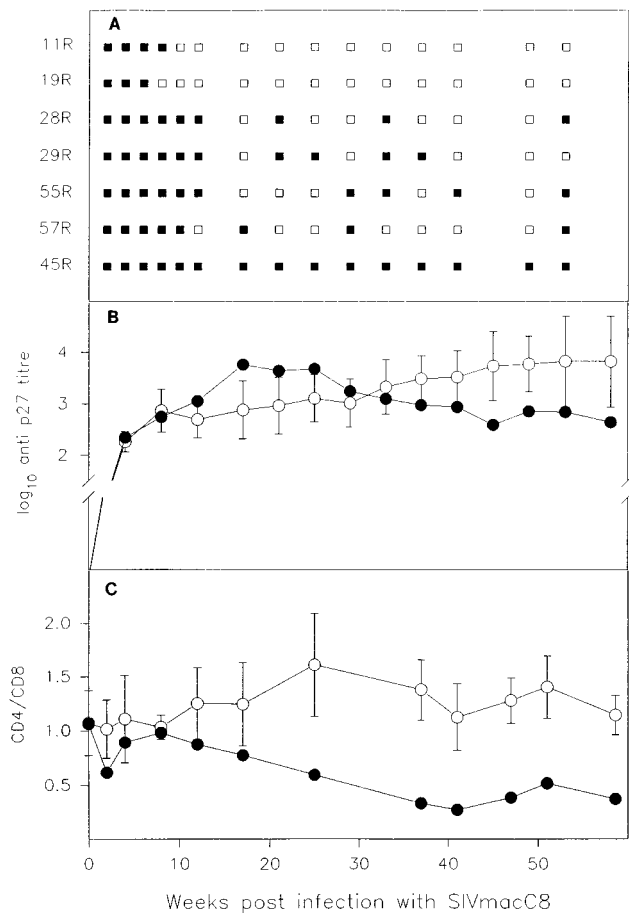 A
11R
19R
28R
29R
55R
57R
45R
B
4
3
2
log10 anti p27 titre
C
2.0
1.5
1.0
0.5
CD4/CD8
0 10 20 30 40 50
Weeks post infection with SIVmacC8